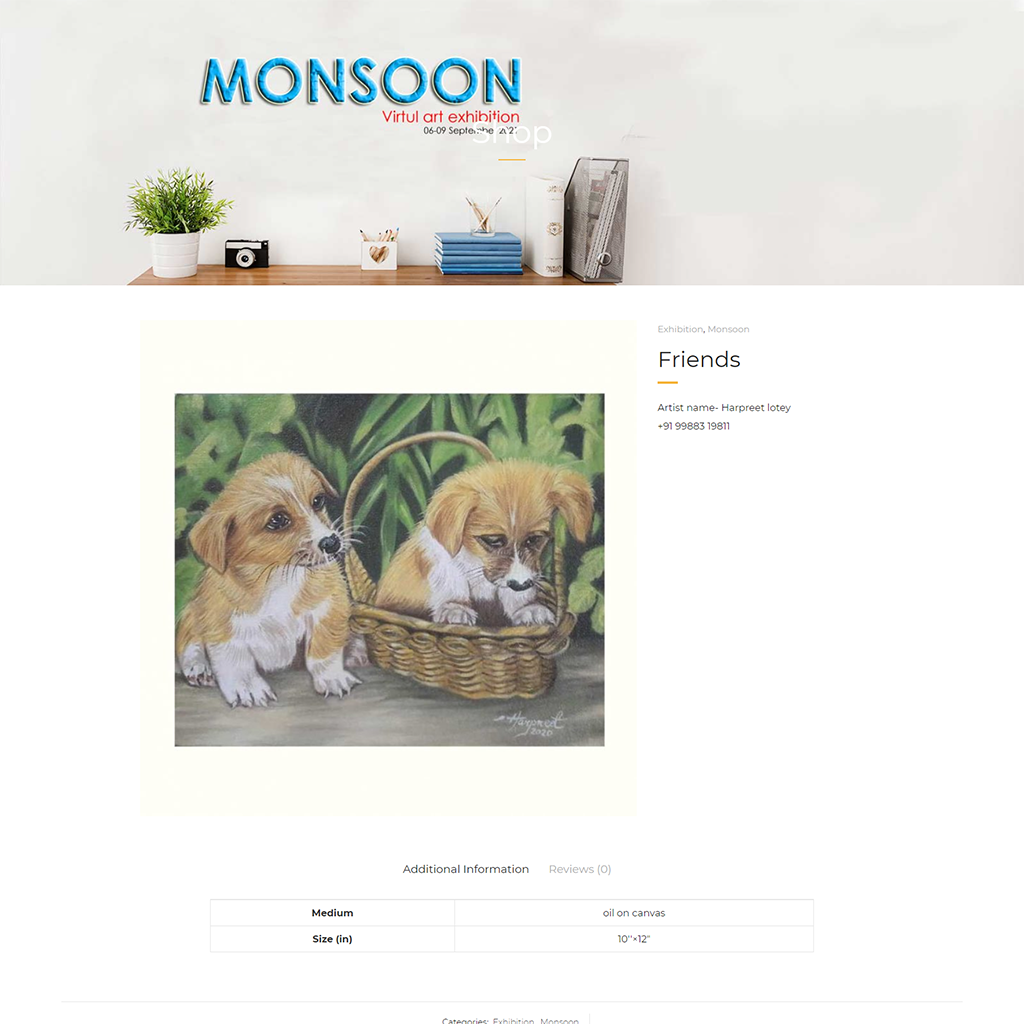 MONSOON
Virtul art exhibition
06-09 September 2021
Shop
Exhibition, Monsoon
Friends
Artist name- Harpreet lotey
+91 99883 19811
Harpreet
2020
Additional Information Reviews (0)
Medium oil on canvas
Size (in) 10''×12"
Categories: Exhibition, Monsoon